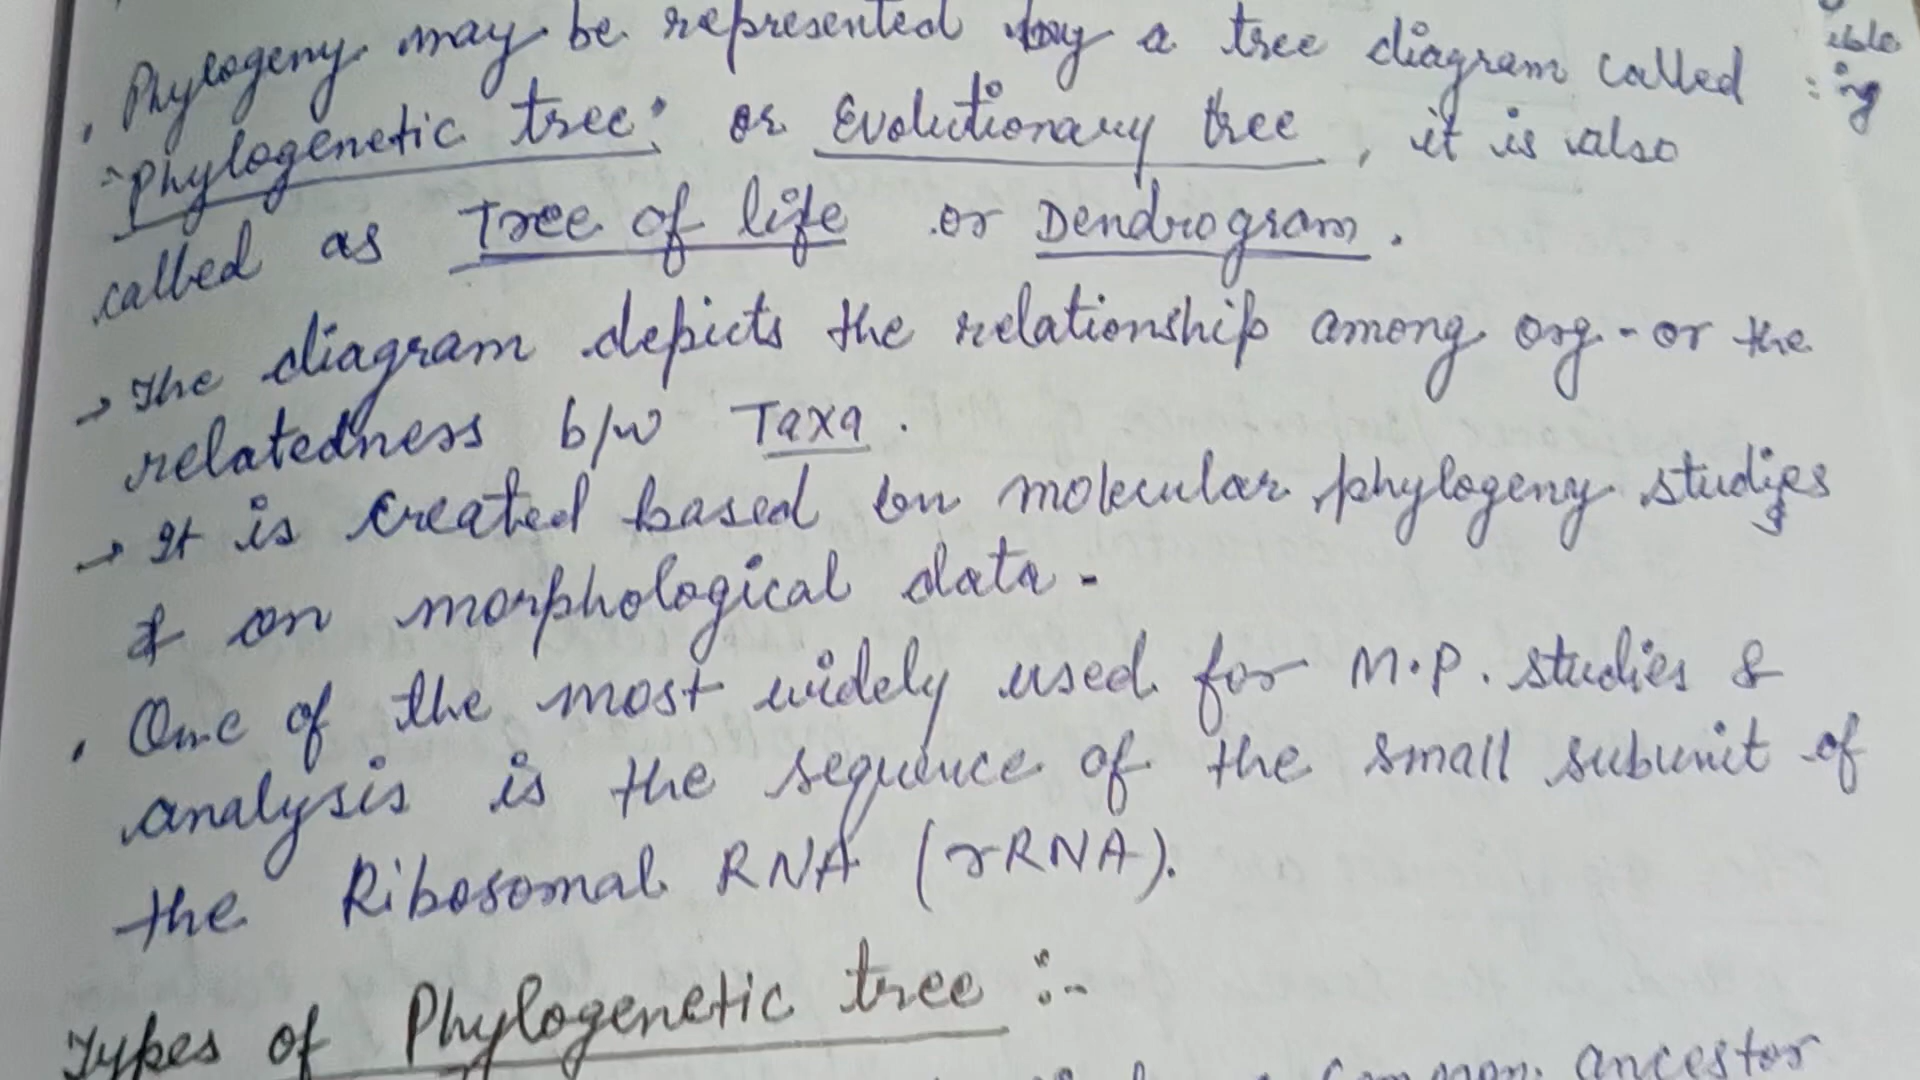 Phylogeny may be represented by a tree diagram called
"Phylogenetic tree" or Evolutionary tree, it is also
called as Tree of life or Dendrogram.
→ The diagram depicts the relationship among org. or the
relatedness b/w Taxa.
→ It is created based on molecular phylogeny studies
& on morphological data.
One of the most widely used for M.P. studies &
analysis is the sequence of the small subunit of
the Ribosomal RNA (rRNA).
Types of Phylogenetic tree :-
common ancestor